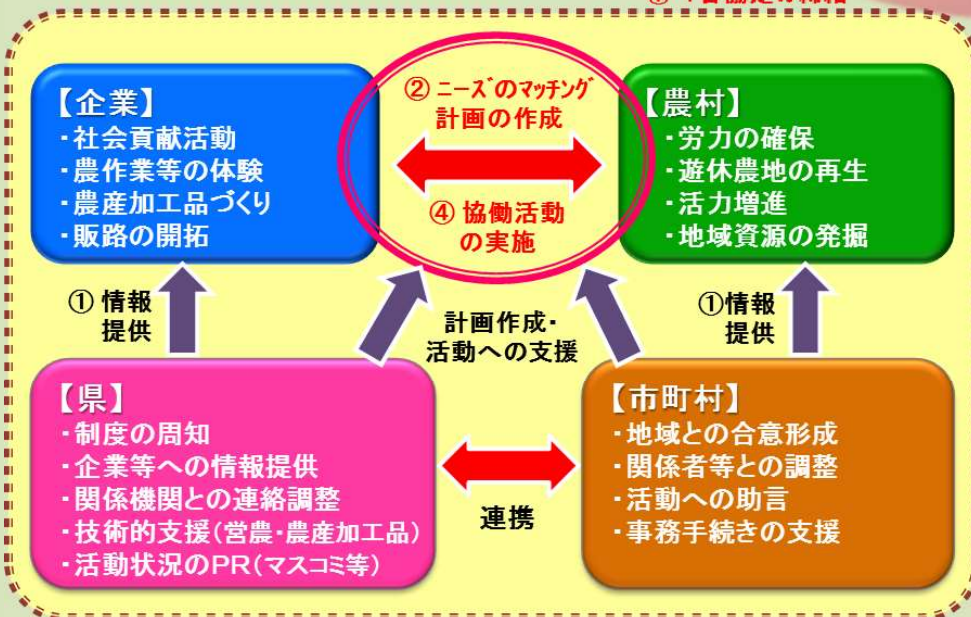 ② ニーズのマッチング
計画の作成
【企業】
・社会貢献活動
・農作業等の体験
・農産加工品づくり
・販路の開拓
④ 協働活動
の実施
【農村】
・労力の確保
・遊休農地の再生
・活力増進
・地域資源の発掘
① 情報
提供
計画作成・
活動への支援
①情報
提供
【県】
・制度の周知
・企業等への情報提供
・関係機関との連絡調整
・技術的支援(営農・農産加工品)
・活動状況のPR(マスコミ等)
連携
【市町村】
・地域との合意形成
・関係者等との調整
・活動への助言
・事務手続きの支援